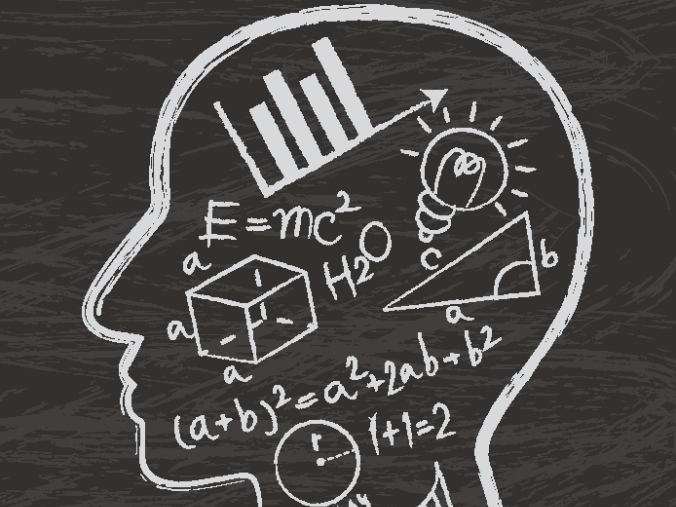 E=mc²
H₂O
a
a
a
c
b
a
(a+b)²=a²+2ab+b²
1+1=2
r